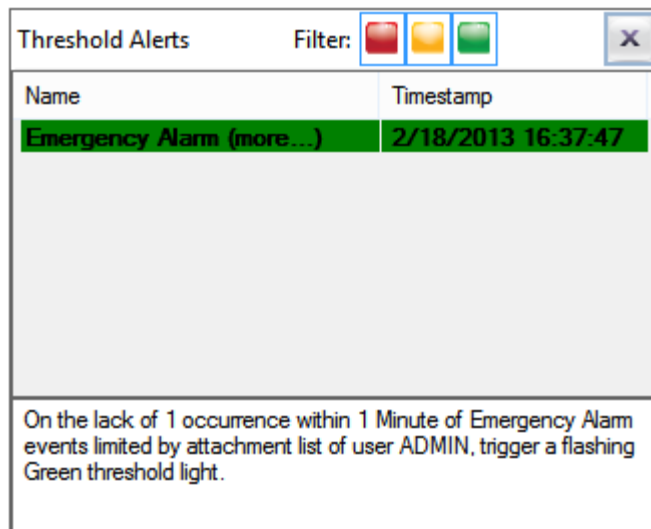 Threshold Alerts Filter: X
Name Timestamp
Emergency Alarm (more...) 2/18/2013 16:37:47
On the lack of 1 occurrence within 1 Minute of Emergency Alarm
events limited by attachment list of user ADMIN, trigger a flashing
Green threshold light.